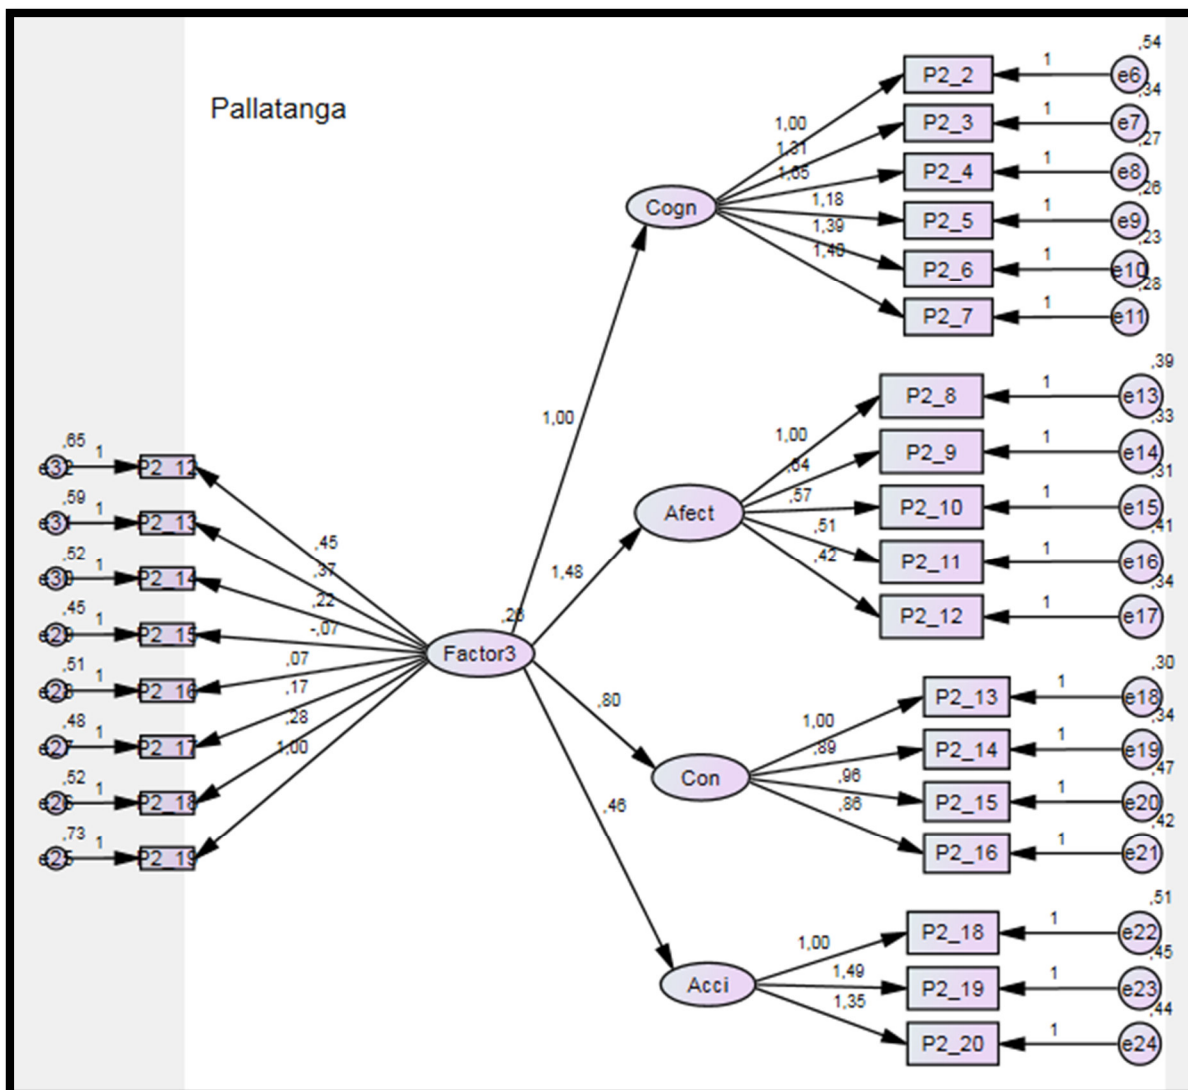 Pallatanga
,54
1
P2_2
e6
,34
1
P2_3
e7
,27
1
P2_4
e8
,26
1
P2_5
e9
,23
1
P2_6
e10
,28
1
P2_7
e11
1,00
1,31
1,65
1,18
1,39
1,40
Cogn
1,00
,39
1
P2_8
e13
,33
1
P2_9
e14
,31
1
P2_10
e15
,41
1
P2_11
e16
,34
1
P2_12
e17
1,00
,57
,51
,42
Afect
1,48
,65
1
e32
P2_12
,59
1
e31
P2_13
,52
1
e30
P2_14
,45
1
e29
P2_15
,51
1
e28
P2_16
,48
1
e27
P2_17
,52
1
e26
P2_18
,73
1
e25
P2_19
,45
,37
,22
-,07
,07
,17
,28
1,00
Factor3
,80
,30
1
P2_13
e18
,34
1
P2_14
e19
,47
1
P2_15
e20
,42
1
P2_16
e21
1,00
,89
,96
,86
Con
,46
,51
1
P2_18
e22
,45
1
P2_19
e23
,44
1
P2_20
e24
1,00
1,49
1,35
Acci